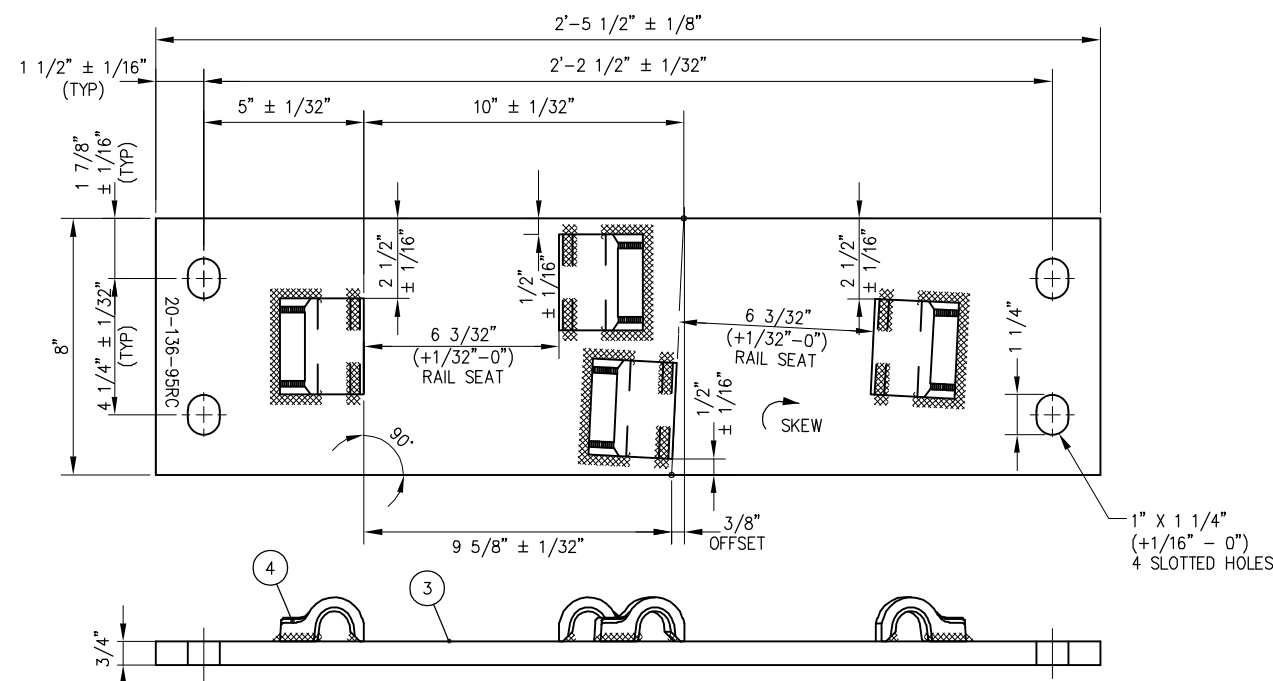 2'-5 1/2" ± 1/8"
1 1/2" ± 1/16"
(TYP)
2'-2 1/2" ± 1/32"
5" ± 1/32"
10" ± 1/32"
1 7/8"
± 1/16"
(TYP)
2 1/2"
± 1/16"
1/2"
± 1/16"
2 1/2"
± 1/16"
8"
4 1/4" ± 1/32"
(TYP)
20-136-95RC
6 3/32"
(+1/32"-0")
RAIL SEAT
6 3/32"
(+1/32"-0")
RAIL SEAT
1 1/4"
1/2"
± 1/16"
SKEW
90°
9 5/8" ± 1/32"
3/8"
OFFSET
1" X 1 1/4"
(+1/16" - 0")
4 SLOTTED HOLES
4
3
3/4"